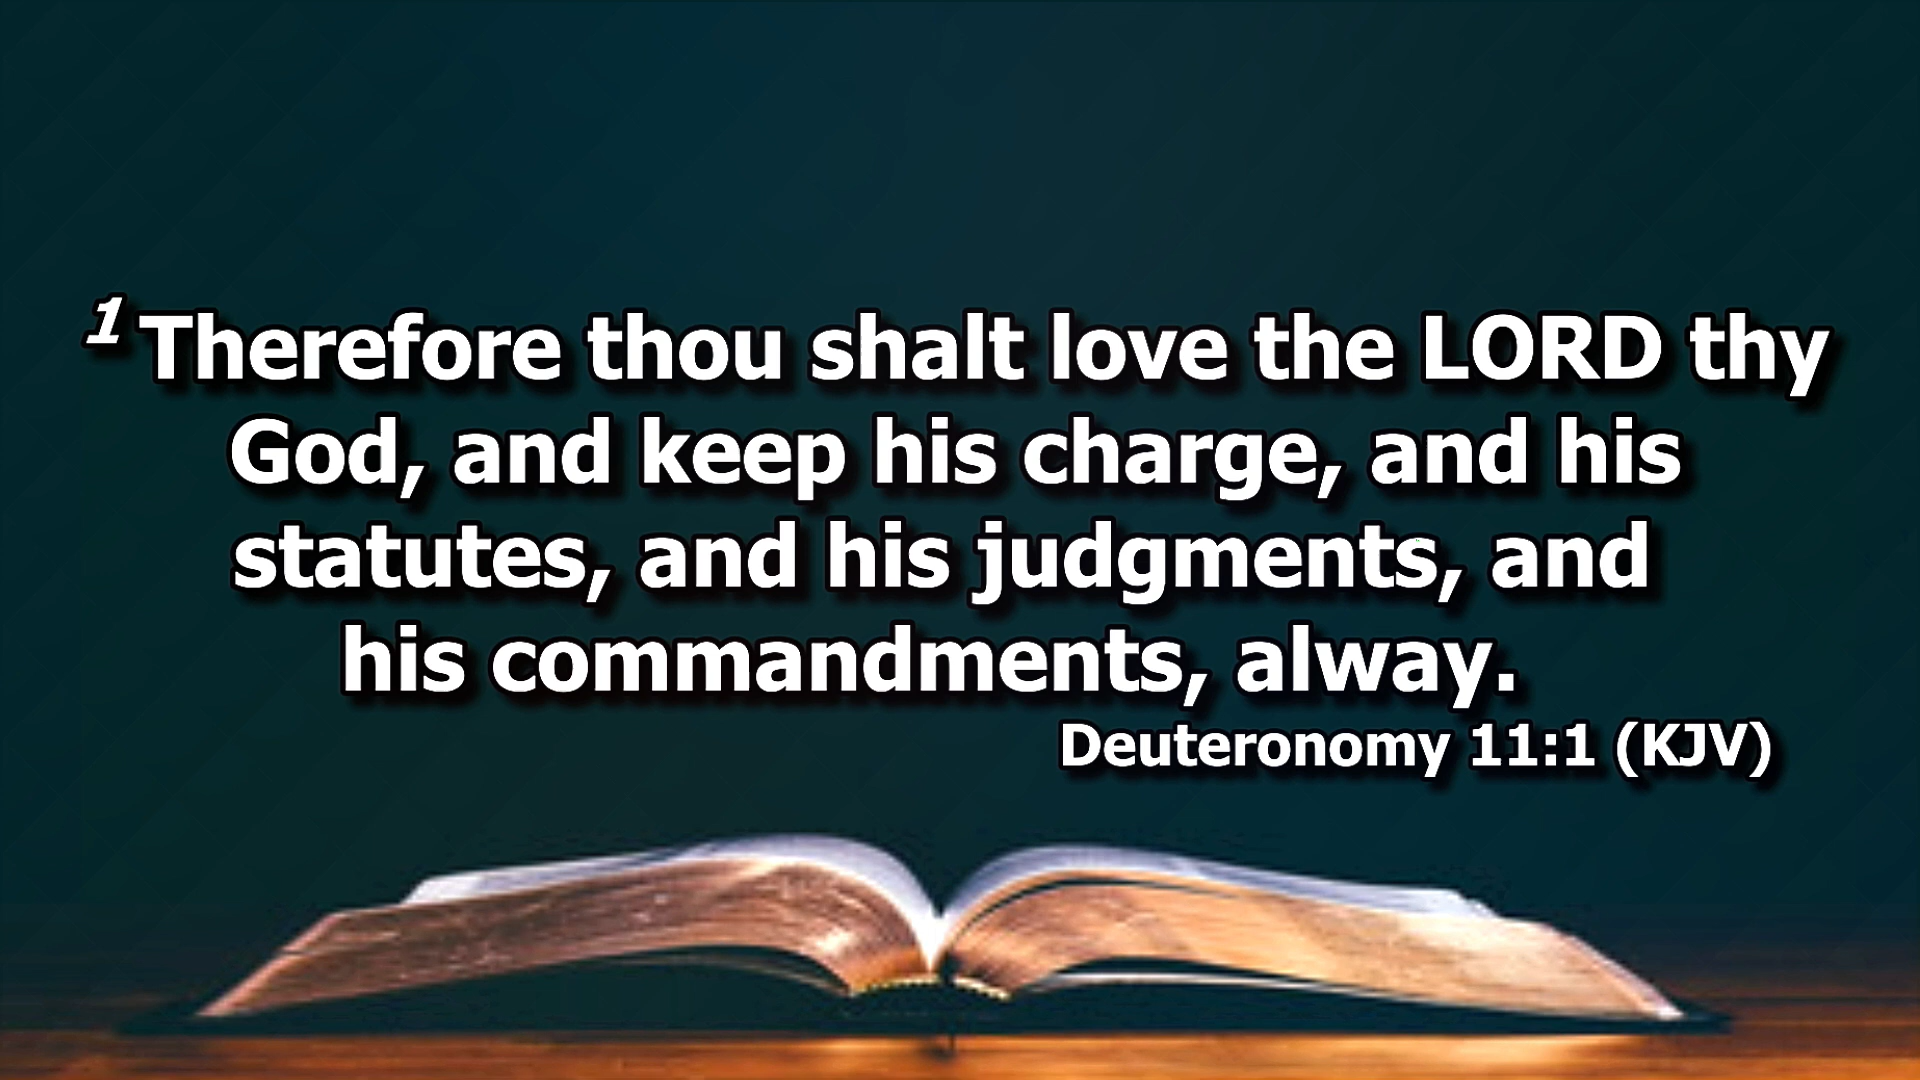 1 Therefore thou shalt love the LORD thy
God, and keep his charge, and his
statutes, and his judgments, and
his commandments, alway.
Deuteronomy 11:1 (KJV)